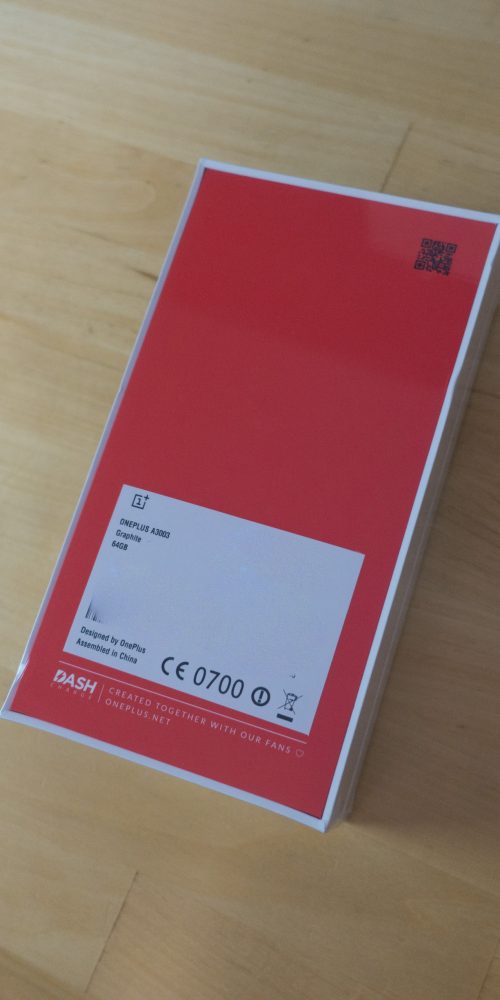 ONEPLUS A3003
Graphite
64GB
Designed by OnePlus
Assembled in China
CE 0700
DASH
CHARGE
CREATED TOGETHER WITH OUR FANS
ONEPLUS.NET